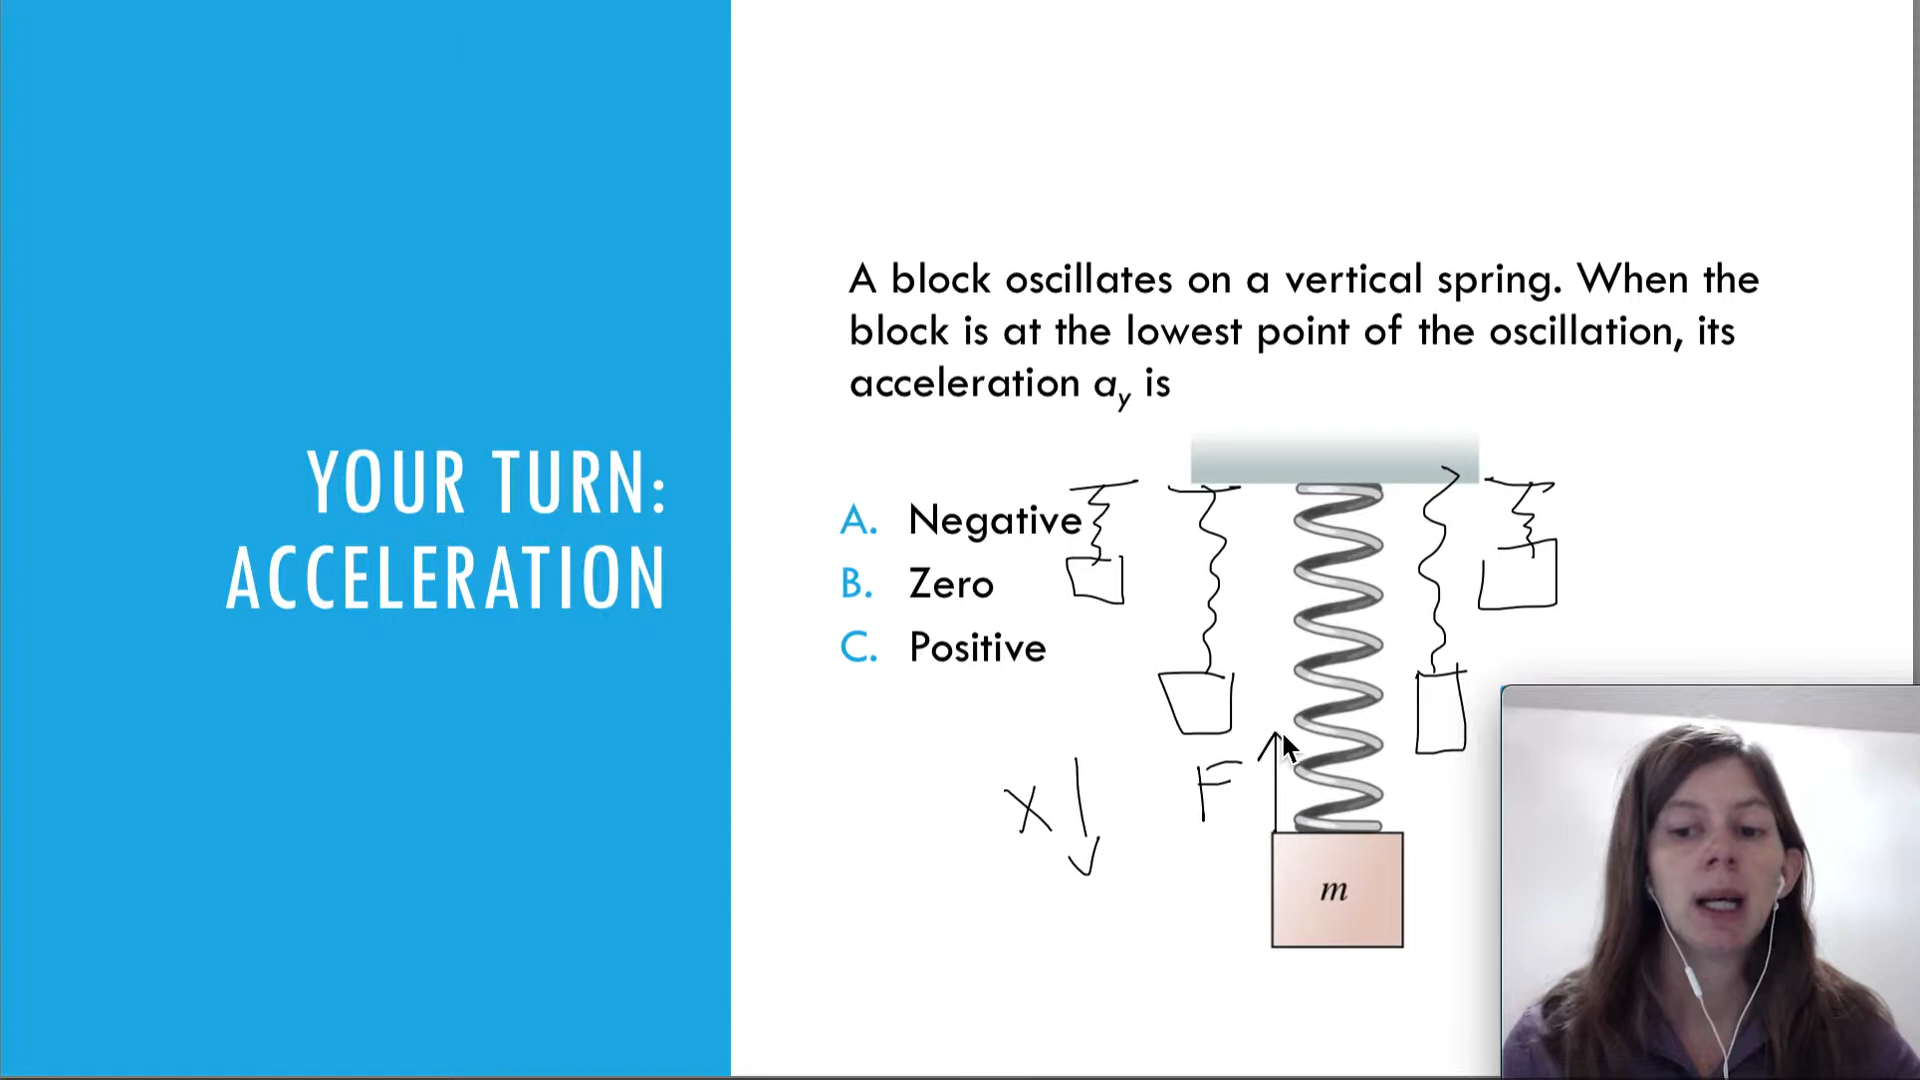 YOUR TURN:
ACCELERATION
A block oscillates on a vertical spring. When the
block is at the lowest point of the oscillation, its
acceleration ay is
A. Negative
B. Zero
C. Positive
X
F
m